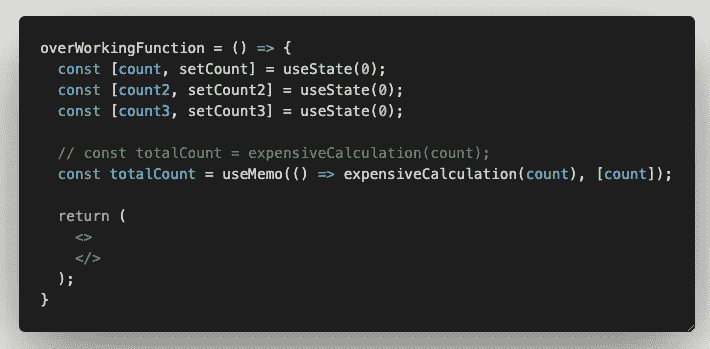 overWorkingFunction = () => {
const [count, setCount] = useState(0);
const [count2, setCount2] = useState(0);
const [count3, setCount3] = useState(0);
// const totalCount = expensiveCalculation(count);
const totalCount = useMemo(() => expensiveCalculation(count), [count]);
return (
<>
</>
);
}